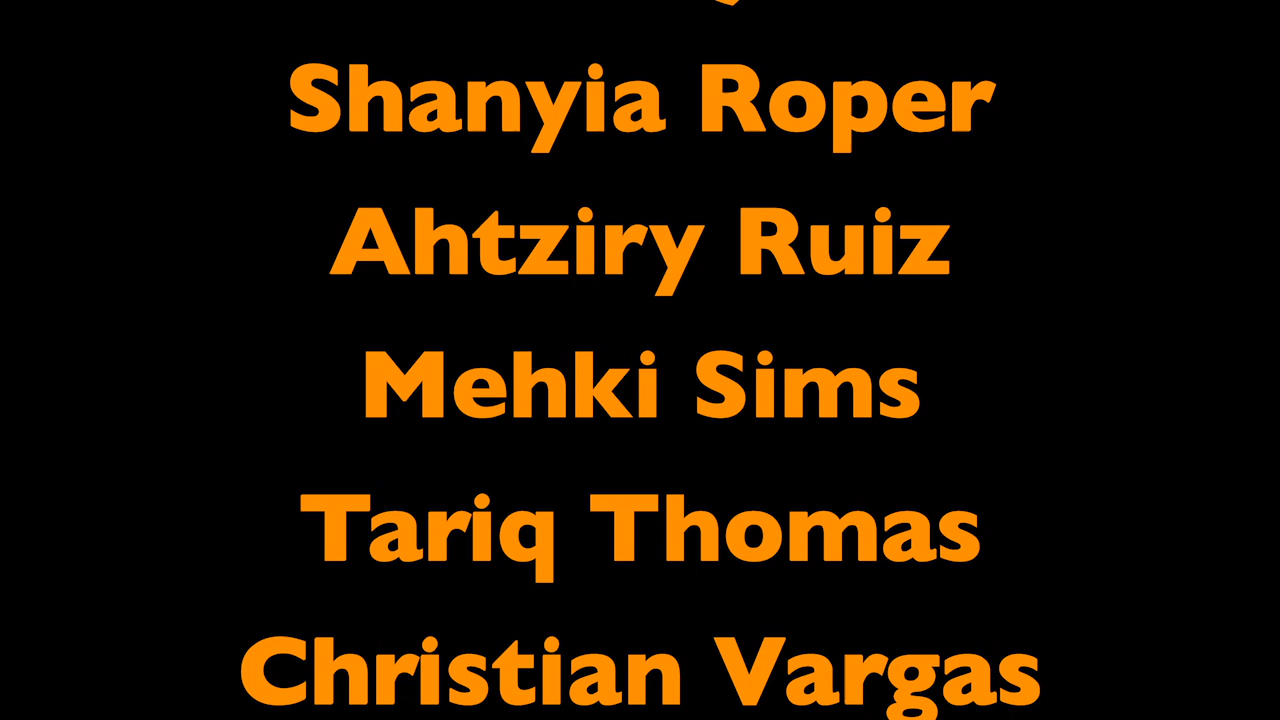 Shanyia Roper
Ahtziry Ruiz
Mehki Sims
Tariq Thomas
Christian Vargas